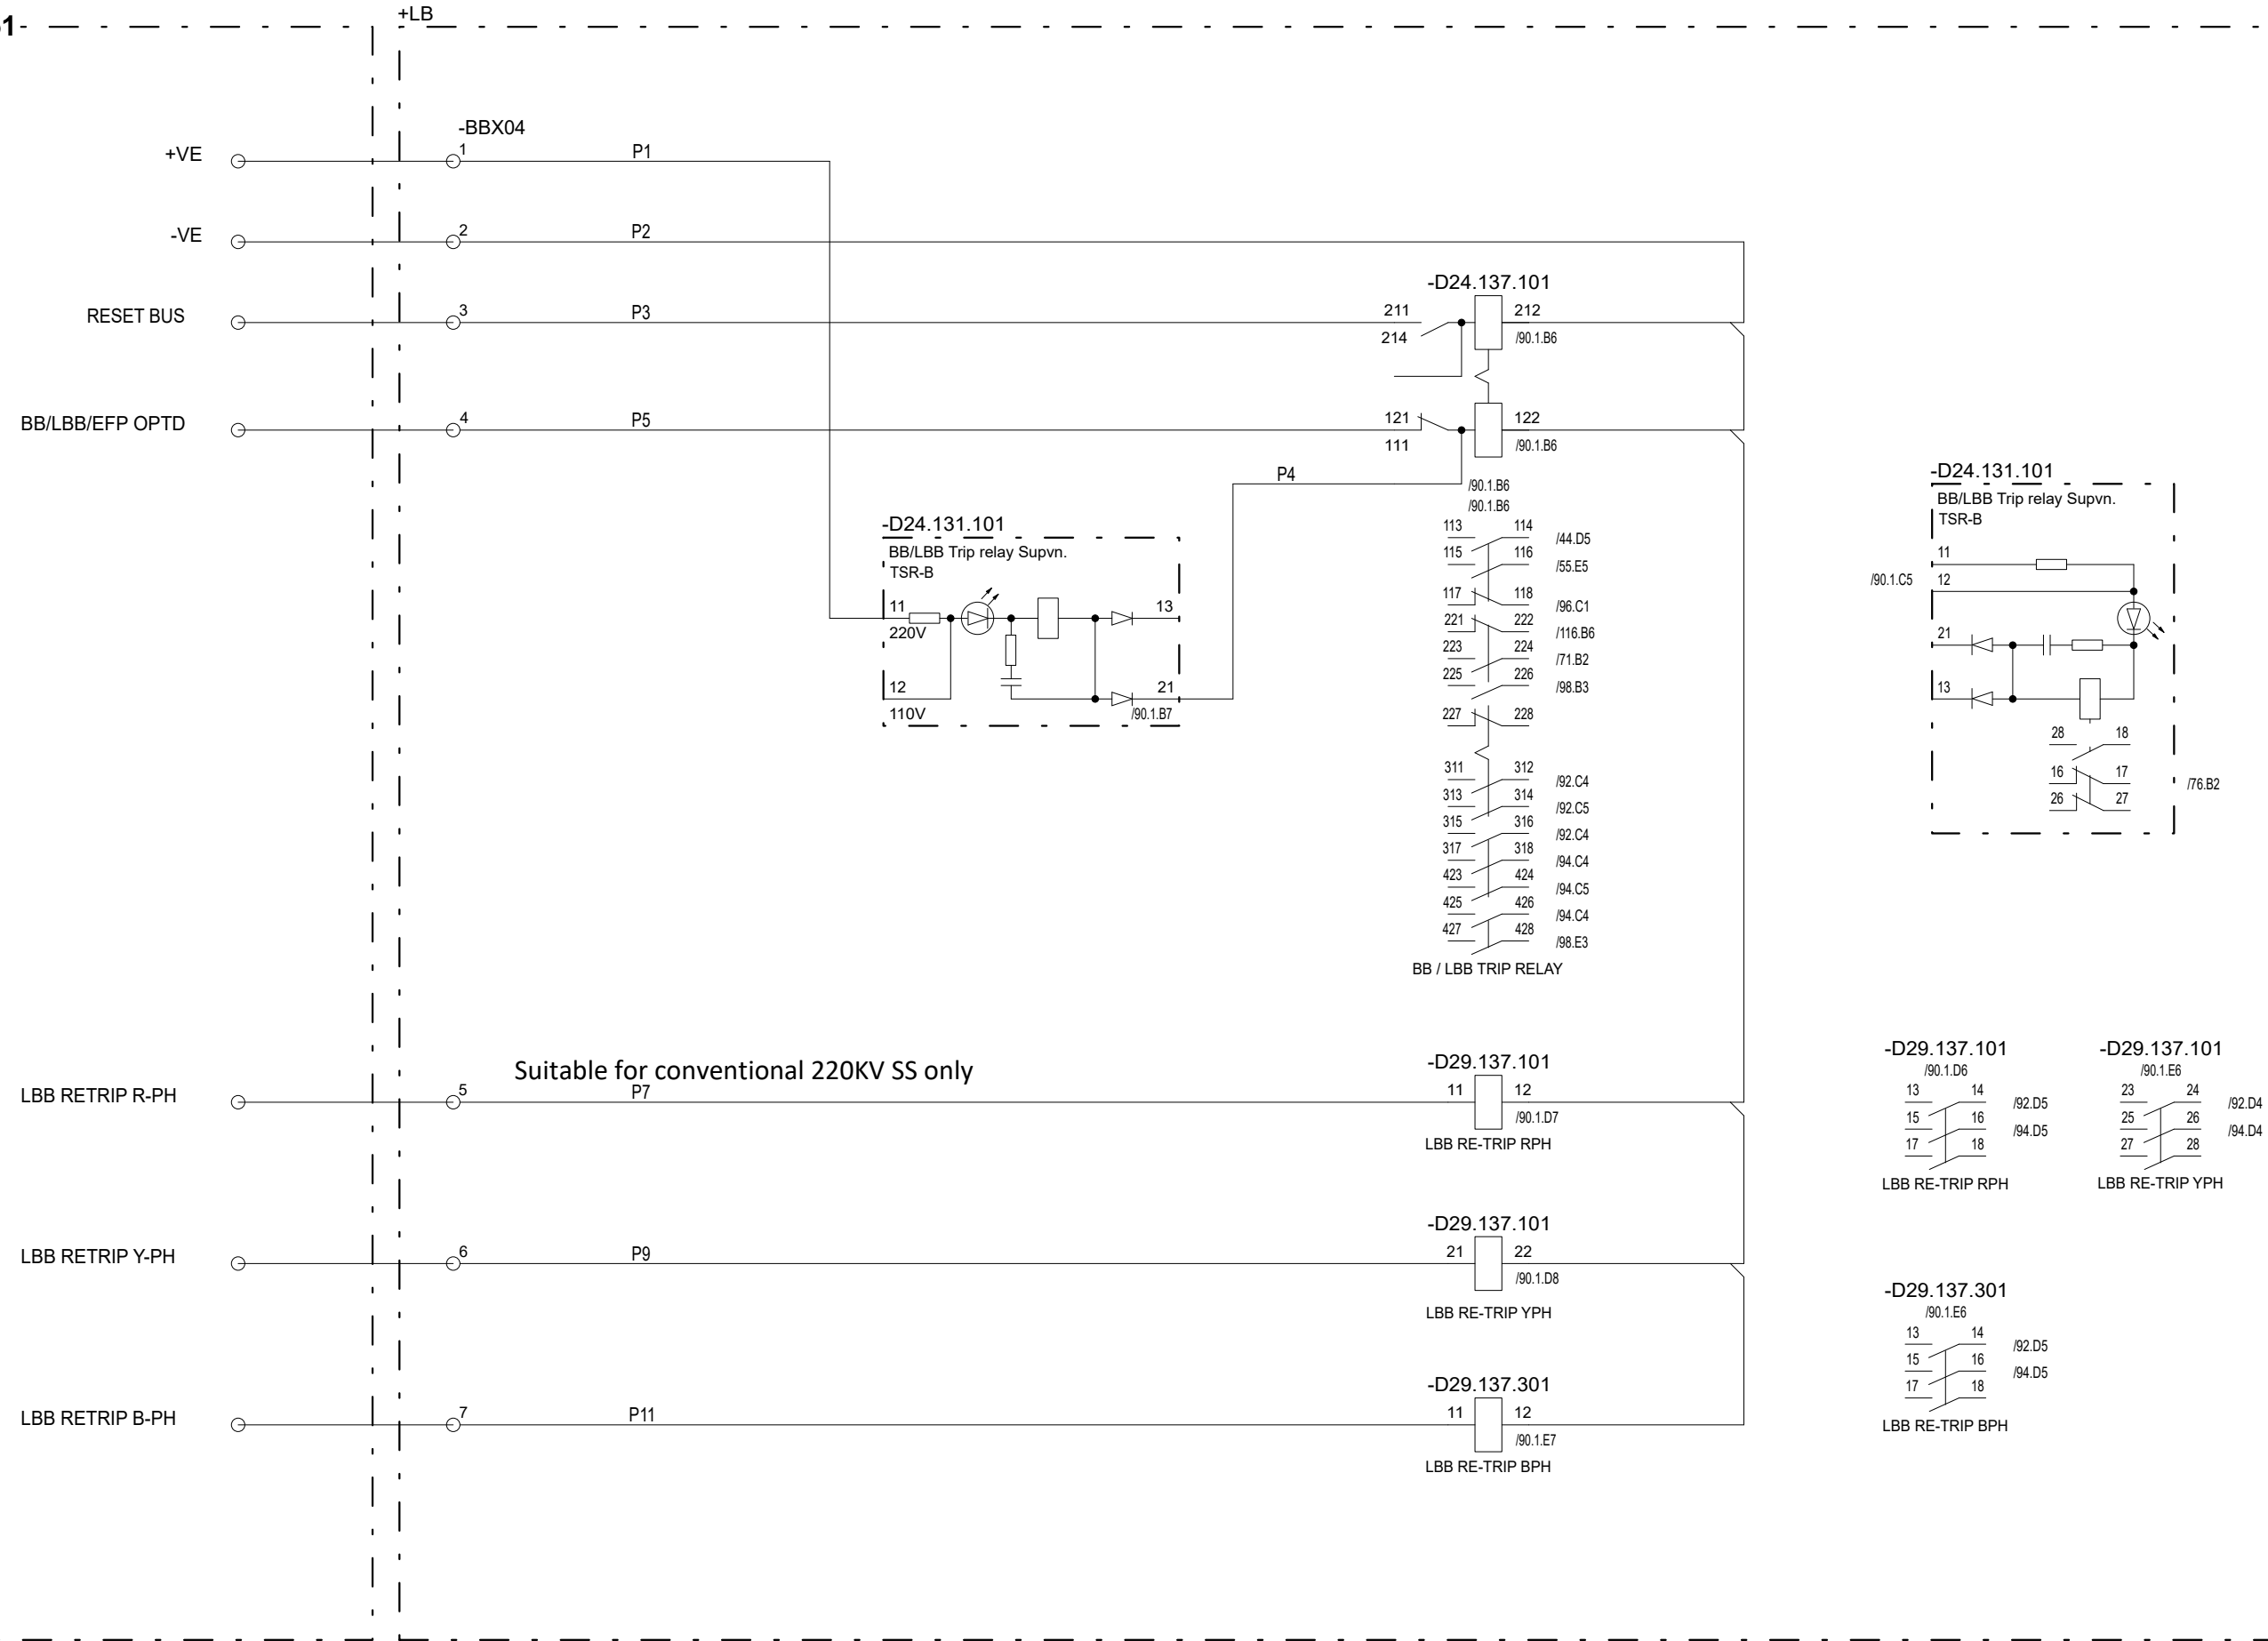 +LB
-BBX04
+VE
1
P1
-VE
2
P2
-D24.137.101
RESET BUS
3
P3
211
212
214
/90.1.B6
BB/LBB/EFP OPTD
4
P5
121
122
111
/90.1.B6
P4
/90.1.B6
/90.1.B6
113 114
/44.D5
115 116
/55.E5
117 118
/96.C1
221 222
/116.B6
223 224
/71.B2
225 226
/98.B3
227 228
311 312
/92.C4
313 314
/92.C5
315 316
/92.C4
317 318
/94.C4
423 424
/94.C5
425 426
/94.C4
427 428
/98.E3
BB / LBB TRIP RELAY
-D24.131.101
BB/LBB Trip relay Supvn.
TSR-B
11
13
220V
12
21
110V
/90.1.B7
-D24.131.101
BB/LBB Trip relay Supvn.
TSR-B
11
/90.1.C5
12
21
13
28 18
16 17
/76.B2
26 27
Suitable for conventional 220KV SS only
LBB RETRIP R-PH
5
P7
-D29.137.101
11 12
/90.1.D7
LBB RE-TRIP RPH
LBB RETRIP Y-PH
6
P9
-D29.137.101
21 22
/90.1.D8
LBB RE-TRIP YPH
LBB RETRIP B-PH
7
P11
-D29.137.301
11 12
/90.1.E7
LBB RE-TRIP BPH
-D29.137.101
/90.1.D6
13 14
/92.D5
15 16
/94.D5
17 18
LBB RE-TRIP RPH
-D29.137.101
/90.1.E6
23 24
/92.D4
25 26
/94.D4
27 28
LBB RE-TRIP YPH
-D29.137.301
/90.1.E6
13 14
/92.D5
15 16
/94.D5
17 18
LBB RE-TRIP BPH